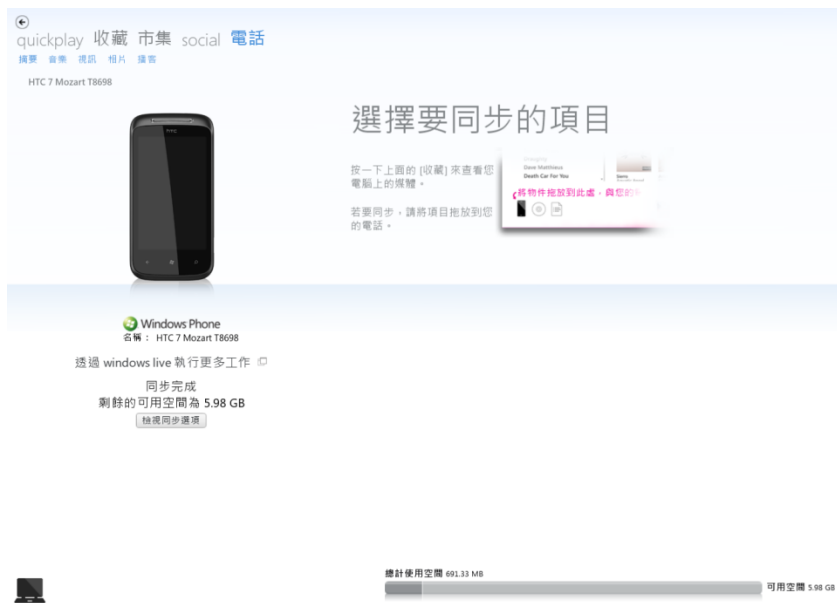 quickplay 收藏 市集 social 電話
摘要 音樂 視訊 相片 播客
HTC 7 Mozart T8698
hTC
選擇要同步的項目
按一下上面的 [收藏] 來查看您
電腦上的媒體。
若要同步，請將項目拖放到您
的電話。
Dave Matthews
Death Car For You
將物件拖放到此處，與您的
Windows Phone
名稱： HTC 7 Mozart T8698
透過 windows live 執行更多工作
同步完成
剩餘的可用空間為 5.98 GB
檢視同步選項
總計使用空間 691.33 MB
可用空間 5.98 GB